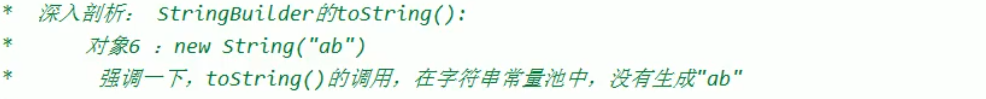 * 深入剖析: StringBuilder的toString():
* 对象6 :new String("ab")
* 强调一下,toString()的调用,在字符串常量池中,没有生成"ab"